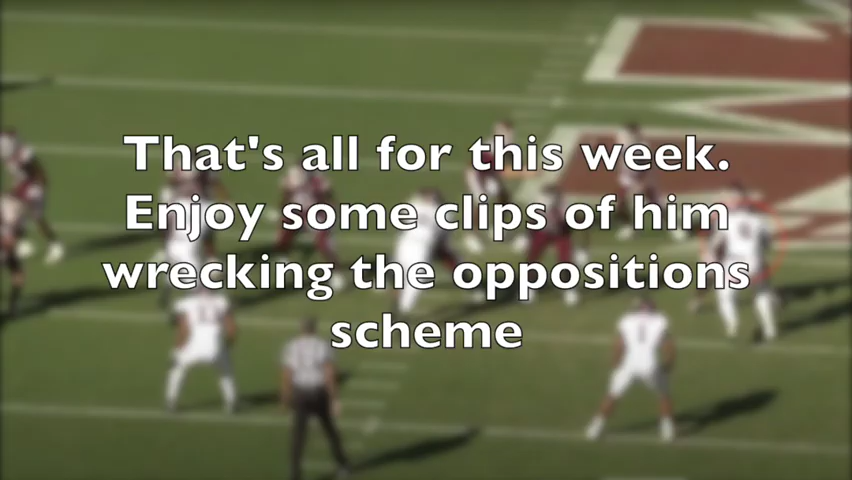 That's all for this week.
Enjoy some clips of him
wrecking the oppositions
scheme